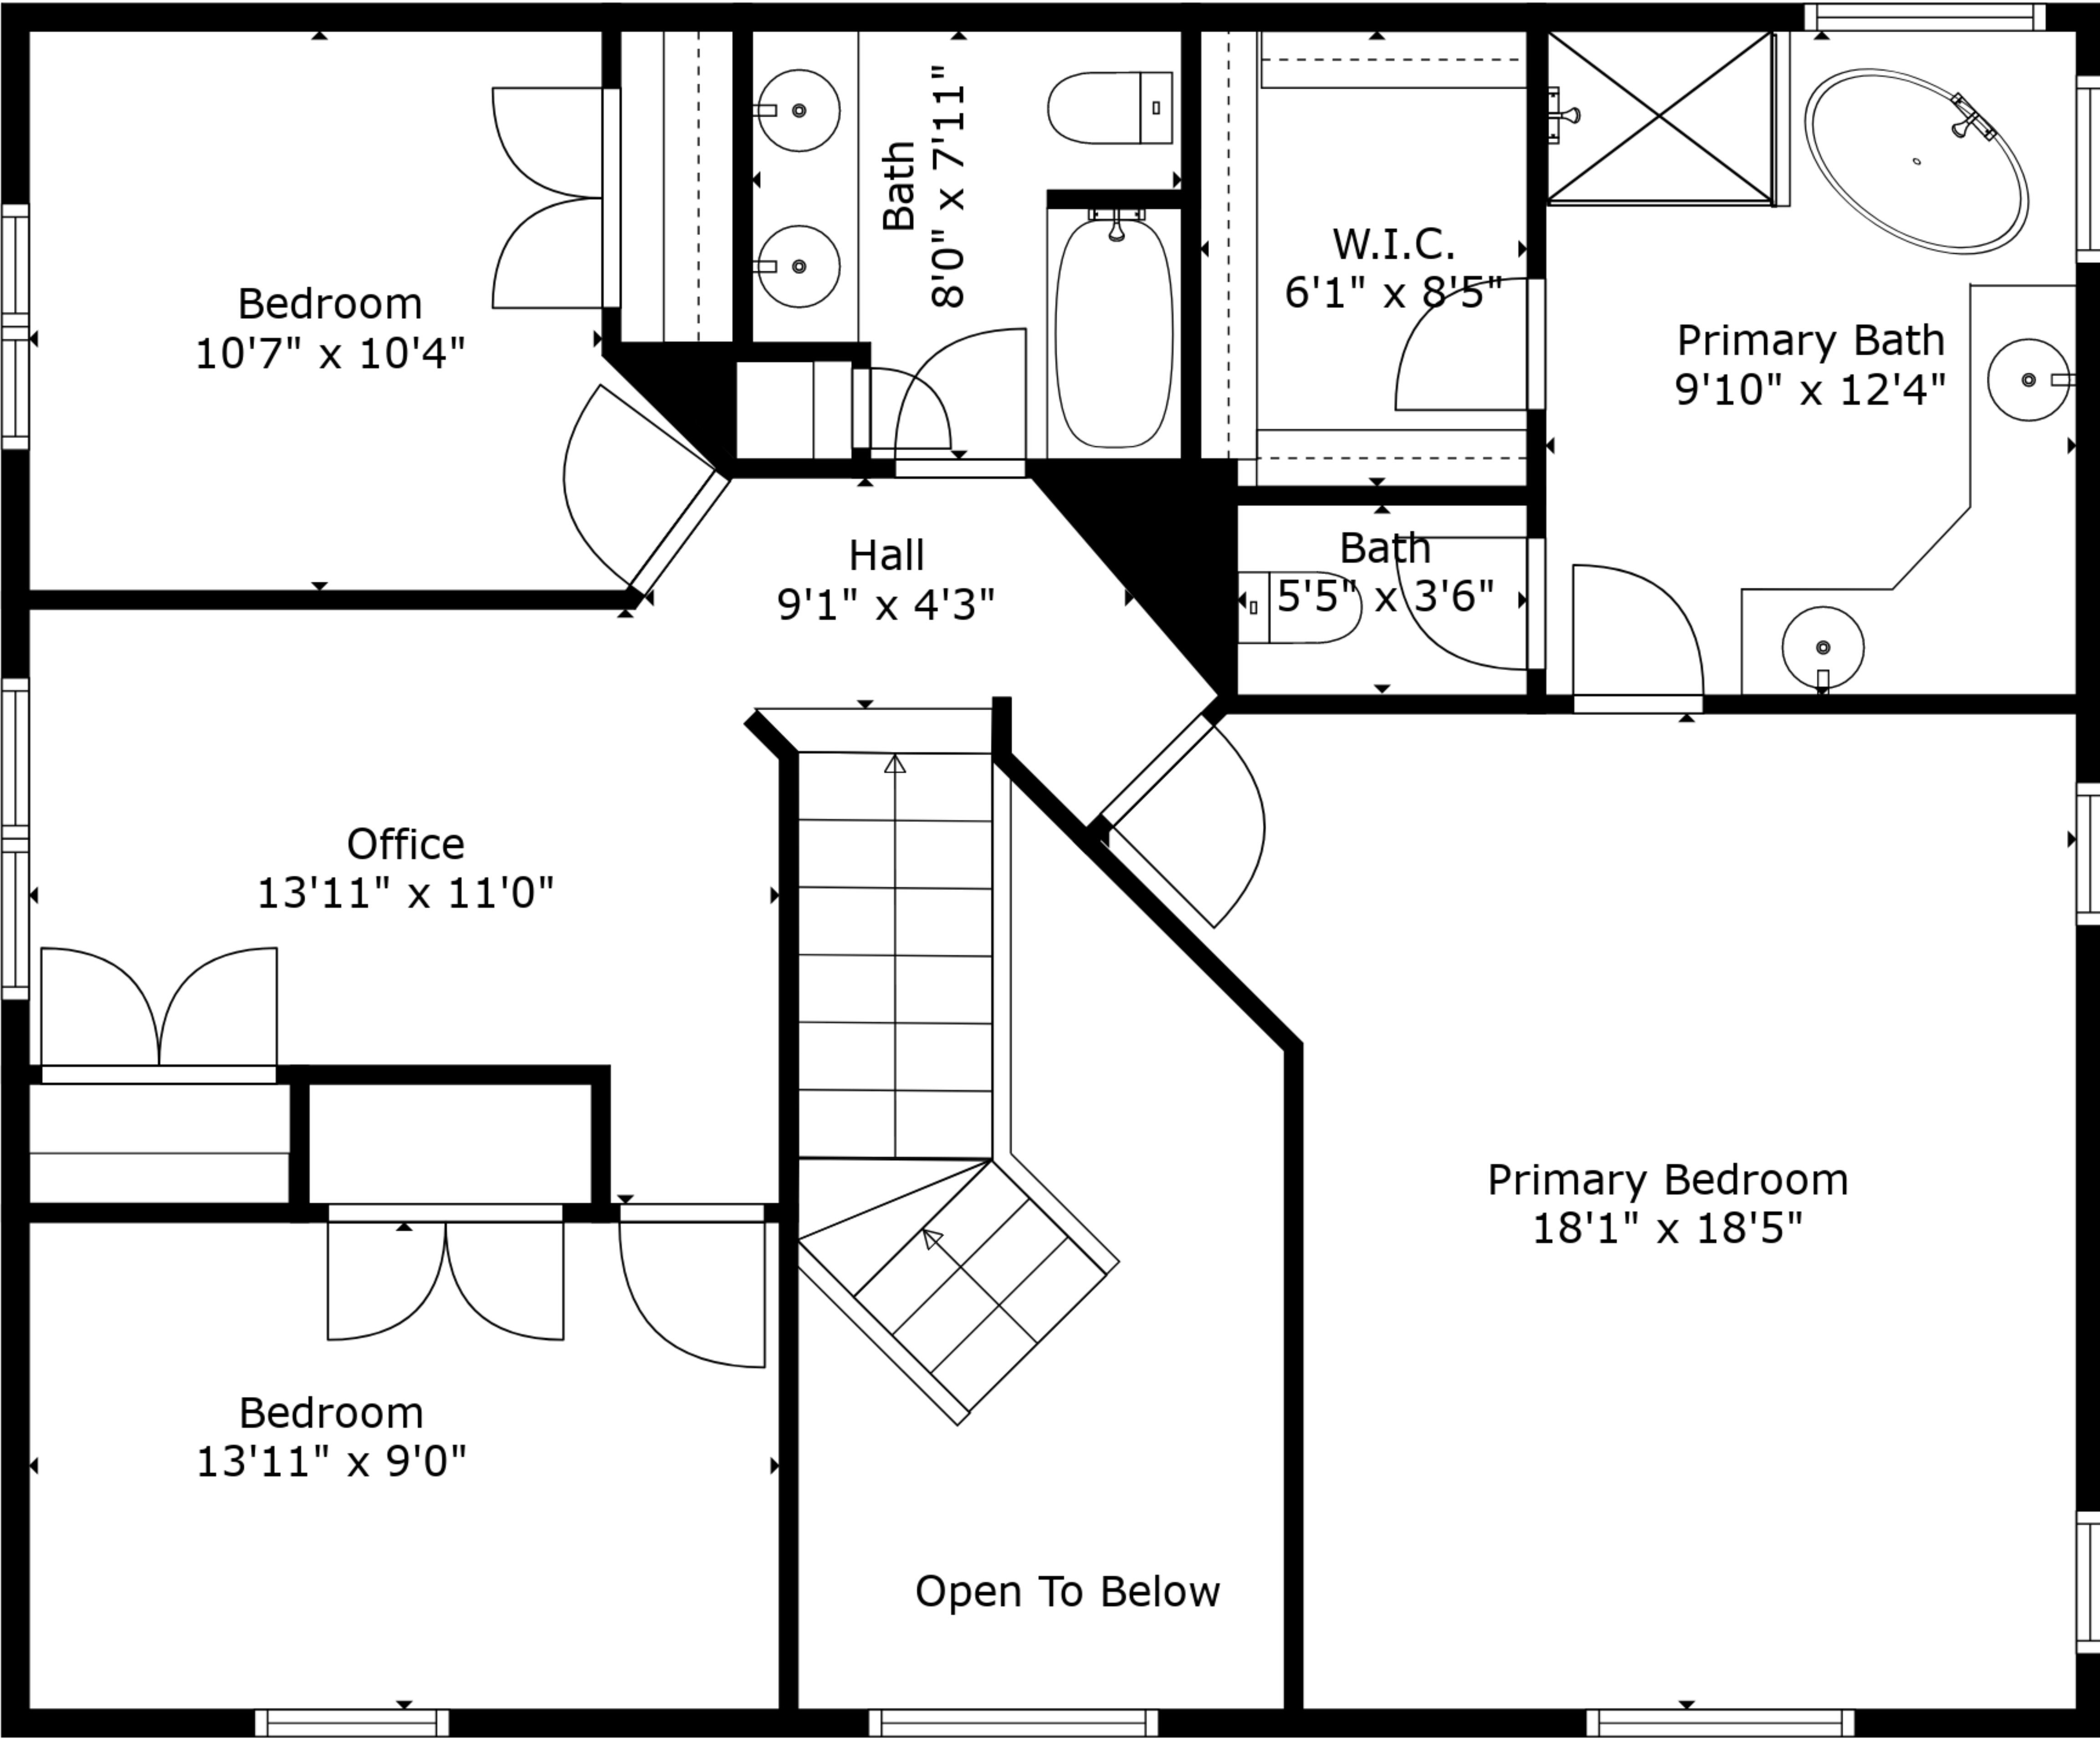 Bedroom
10'7" x 10'4"
Bath
8'0" x 7'11"
W.I.C.
6'1" x 8'5"
Primary Bath
9'10" x 12'4"
Hall
9'1" x 4'3"
Bath
5'5" x 3'6"
Office
13'11" x 11'0"
Primary Bedroom
18'1" x 18'5"
Bedroom
13'11" x 9'0"
Open To Below